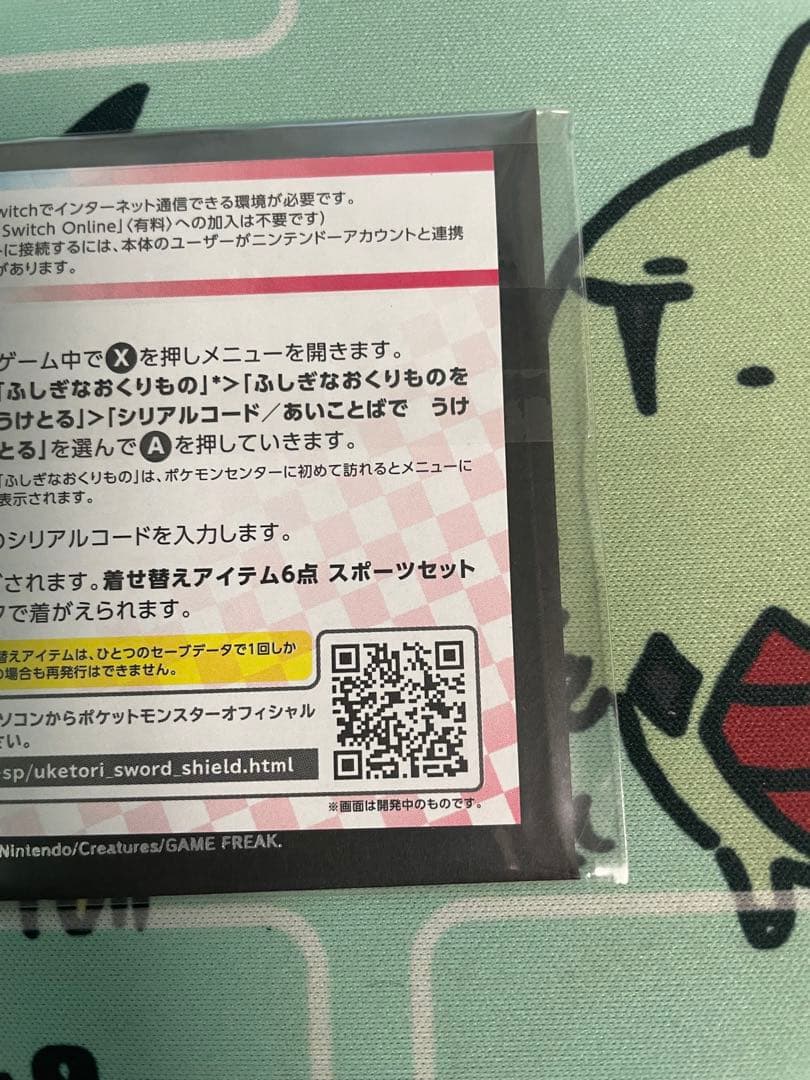 witchでインターネット通信できる環境が必要です。
Switch Online」〈有料〉への加入は不要です)
トに接続するには、本体のユーザーがニンテンドーアカウントと連携
があります。
ゲーム中でXを押しメニューを開きます。
「ふしぎなおくりもの」*>「ふしぎなおくりものを
うけとる」>「シリアルコード/あいことばで うけ
とる」を選んでAを押していきます。
「ふしぎなおくりもの」は、ポケモンセンターに初めて訪れるとメニューに
表示されます。
のシリアルコードを入力します。
されます。着せ替えアイテム6点 スポーツセット
クで着がえられます。
替えアイテムは、ひとつのセーブデータで1回しか
の場合も再発行はできません。
ソコンからポケットモンスターオフィシャル
さい。
sp/uketori_sword_shield.html
※画面は開発中のものです。
Nintendo/Creatures/GAME FREAK.